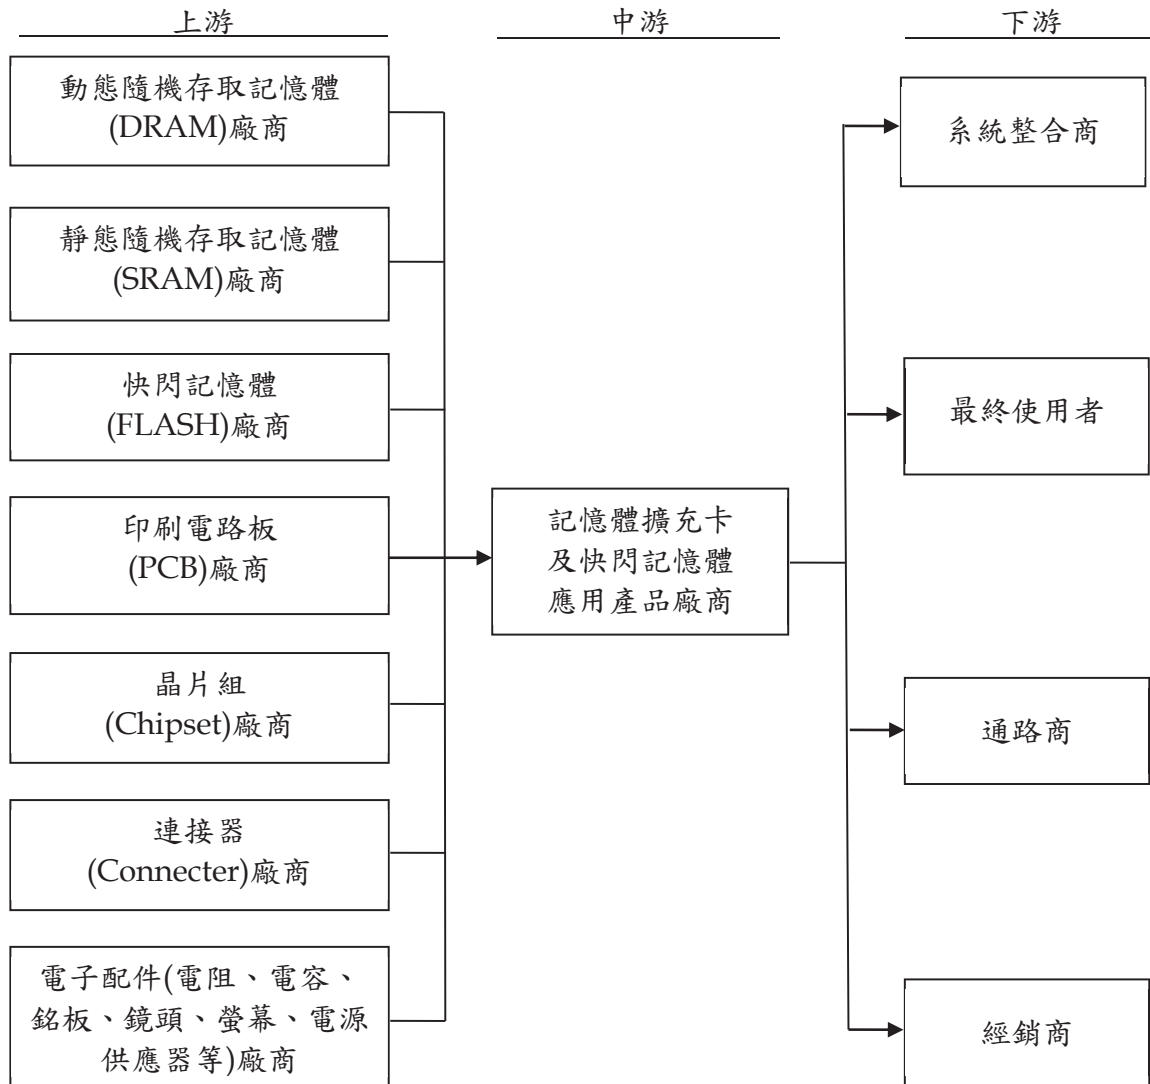 上游
中游
下游
動態隨機存取記憶體
(DRAM)廠商
靜態隨機存取記憶體
(SRAM)廠商
快閃記憶體
(FLASH)廠商
印刷電路板
(PCB)廠商
晶片組
(Chipset)廠商
連接器
(Connecter)廠商
電子配件(電阻、電容、
銘板、鏡頭、螢幕、電源
供應器等)廠商
記憶體擴充卡
及快閃記憶體
應用產品廠商
系統整合商
最終使用者
通路商
經銷商